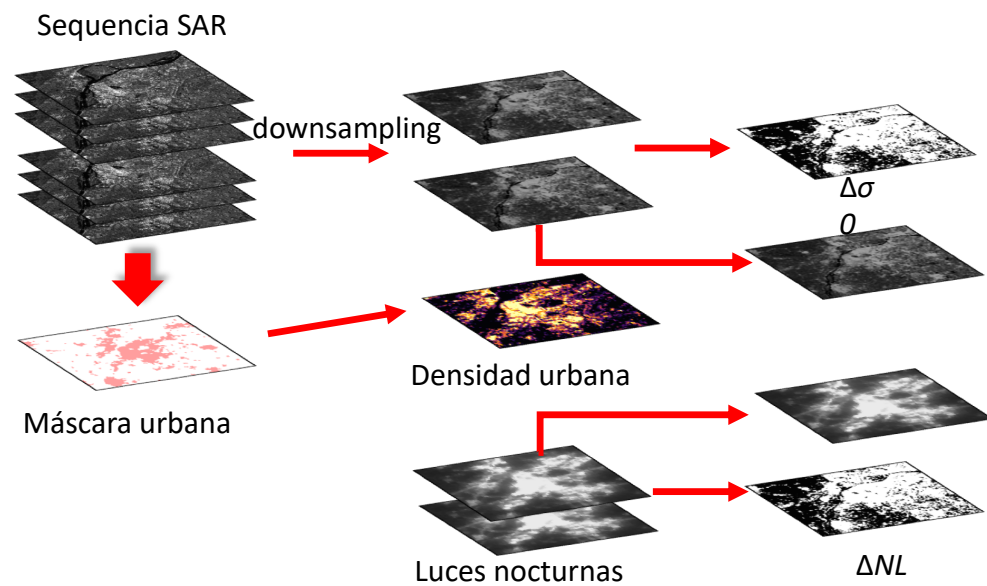 Sequencia SAR
downsampling
Δσ
0
Densidad urbana
Máscara urbana
Luces nocturnas
ΔNL